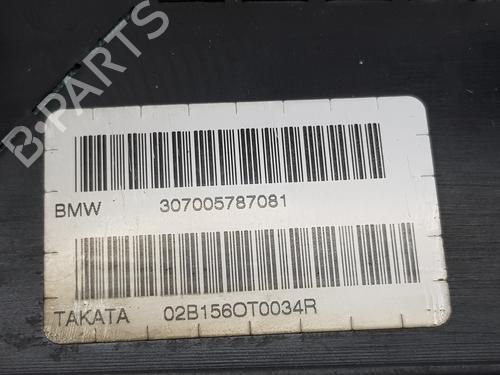 B-PARTS
BMW 307005787081
TAKATA 02B156OT0034R